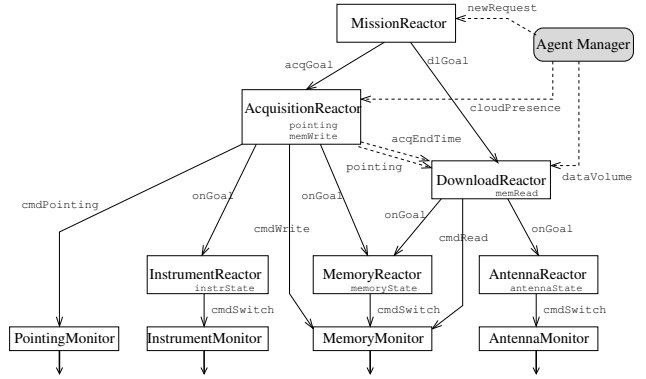 newRequest
MissionReactor
Agent Manager
acqGoal
dlGoal
AcquisitionReactor
pointing
memWrite
cloudPresence
acqEndTime
pointing
DownloadReactor
memRead
dataVolume
cmdPointing
onGoal
onGoal
onGoal
onGoal
cmdWrite
cmdRead
InstrumentReactor
instrState
MemoryReactor
memoryState
AntennaReactor
antennaState
cmdSwitch
cmdSwitch
cmdSwitch
PointingMonitor
InstrumentMonitor
MemoryMonitor
AntennaMonitor